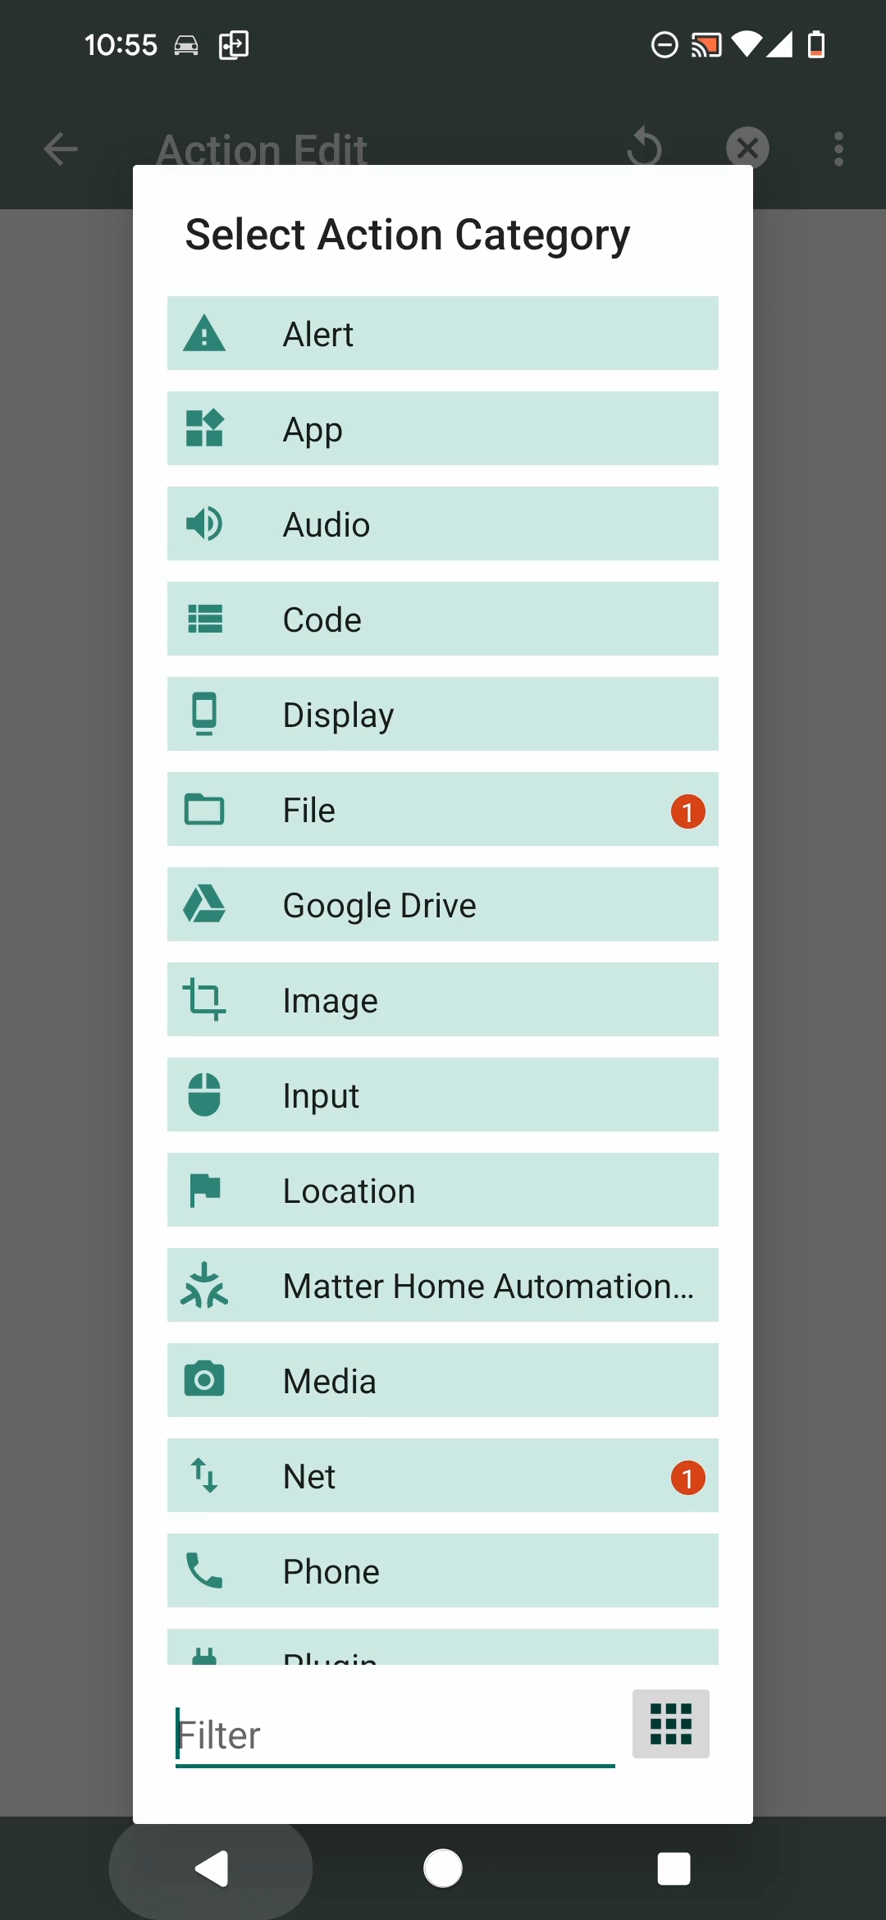 10:55
Action Edit
Select Action Category
Alert
App
Audio
Code
Display
File 1
Google Drive
Image
Input
Location
Matter Home Automation...
Media
Net 1
Phone
Plugin
Filter